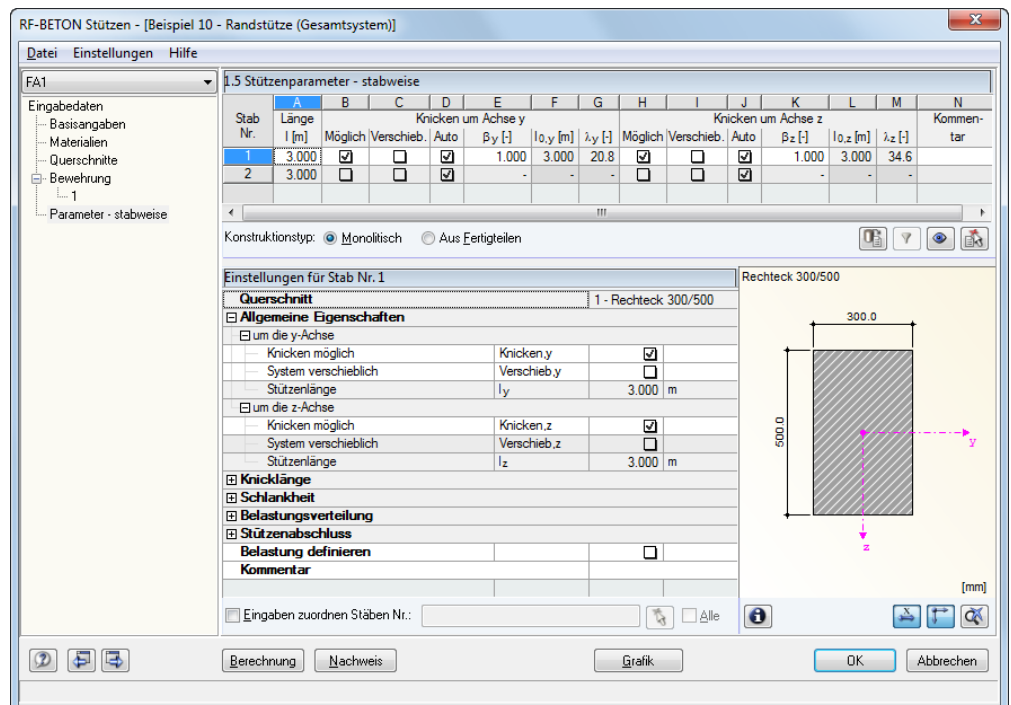 RF-BETON Stützen - [Beispiel 10 - Randstütze (Gesamtsystem)]
Datei Einstellungen Hilfe
FA1
Eingabedaten
Basisangaben
Materialien
Querschnitte
Bewehrung
1
Parameter - stabweise
1.5 Stützenparameter - stabweise
A B C D E F G H I J K L M N
Stab Länge Knicken um Achse y Knicken um Achse z Kommen-
Nr. l [m] Möglich Verschieb. Auto βy [-] l0,y [m] λy [-] Möglich Verschieb. Auto βz [-] l0,z [m] λz [-] tar
1 3.000 1.000 3.000 20.8 1.000 3.000 34.6
2 3.000 - - - - - -
Konstruktionstyp: Monolitisch Aus Fertigteilen
Einstellungen für Stab Nr. 1
Querschnitt 1 - Rechteck 300/500
Allgemeine Eigenschaften
um die y-Achse
Knicken möglich Knicken,y
System verschieblich Verschieb,y
Stützenlänge ly 3.000 m
um die z-Achse
Knicken möglich Knicken,z
System verschieblich Verschieb,z
Stützenlänge lz 3.000 m
Knicklänge
Schlankheit
Belastungsverteilung
Stützenabschluss
Belastung definieren
Kommentar
Eingaben zuordnen Stäben Nr.: Alle
Rechteck 300/500
300.0
500.0
y
z
[mm]
Berechnung Nachweis Grafik OK Abbrechen